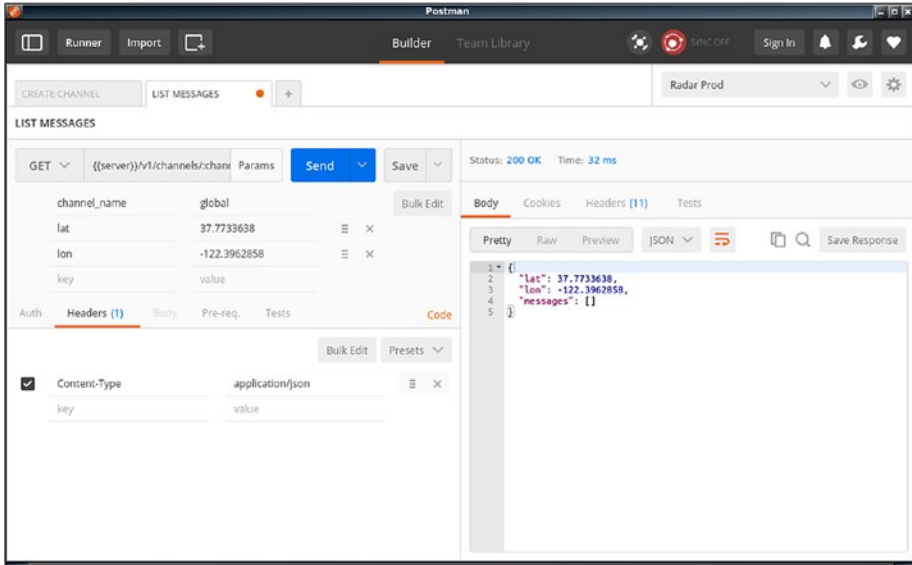 Postman
Runner Import Builder Team Library SYNC OFF Sign In
CREATE CHANNEL LIST MESSAGES + Radar Prod
LIST MESSAGES
GET {{server}}/v1/channels/:chann Params Send Save Status: 200 OK Time: 32 ms
channel_name global Bulk Edit Body Cookies Headers (11) Tests
lat 37.7733638
lon -122.3962858
key value
Pretty Raw Preview JSON Save Response
1 {
2 "lat": 37.7733638,
3 "lon": -122.3962858,
4 "messages": []
5 }
Auth Headers (1) Body Pre-req. Tests Code
Bulk Edit Presets
Content-Type application/json
key value